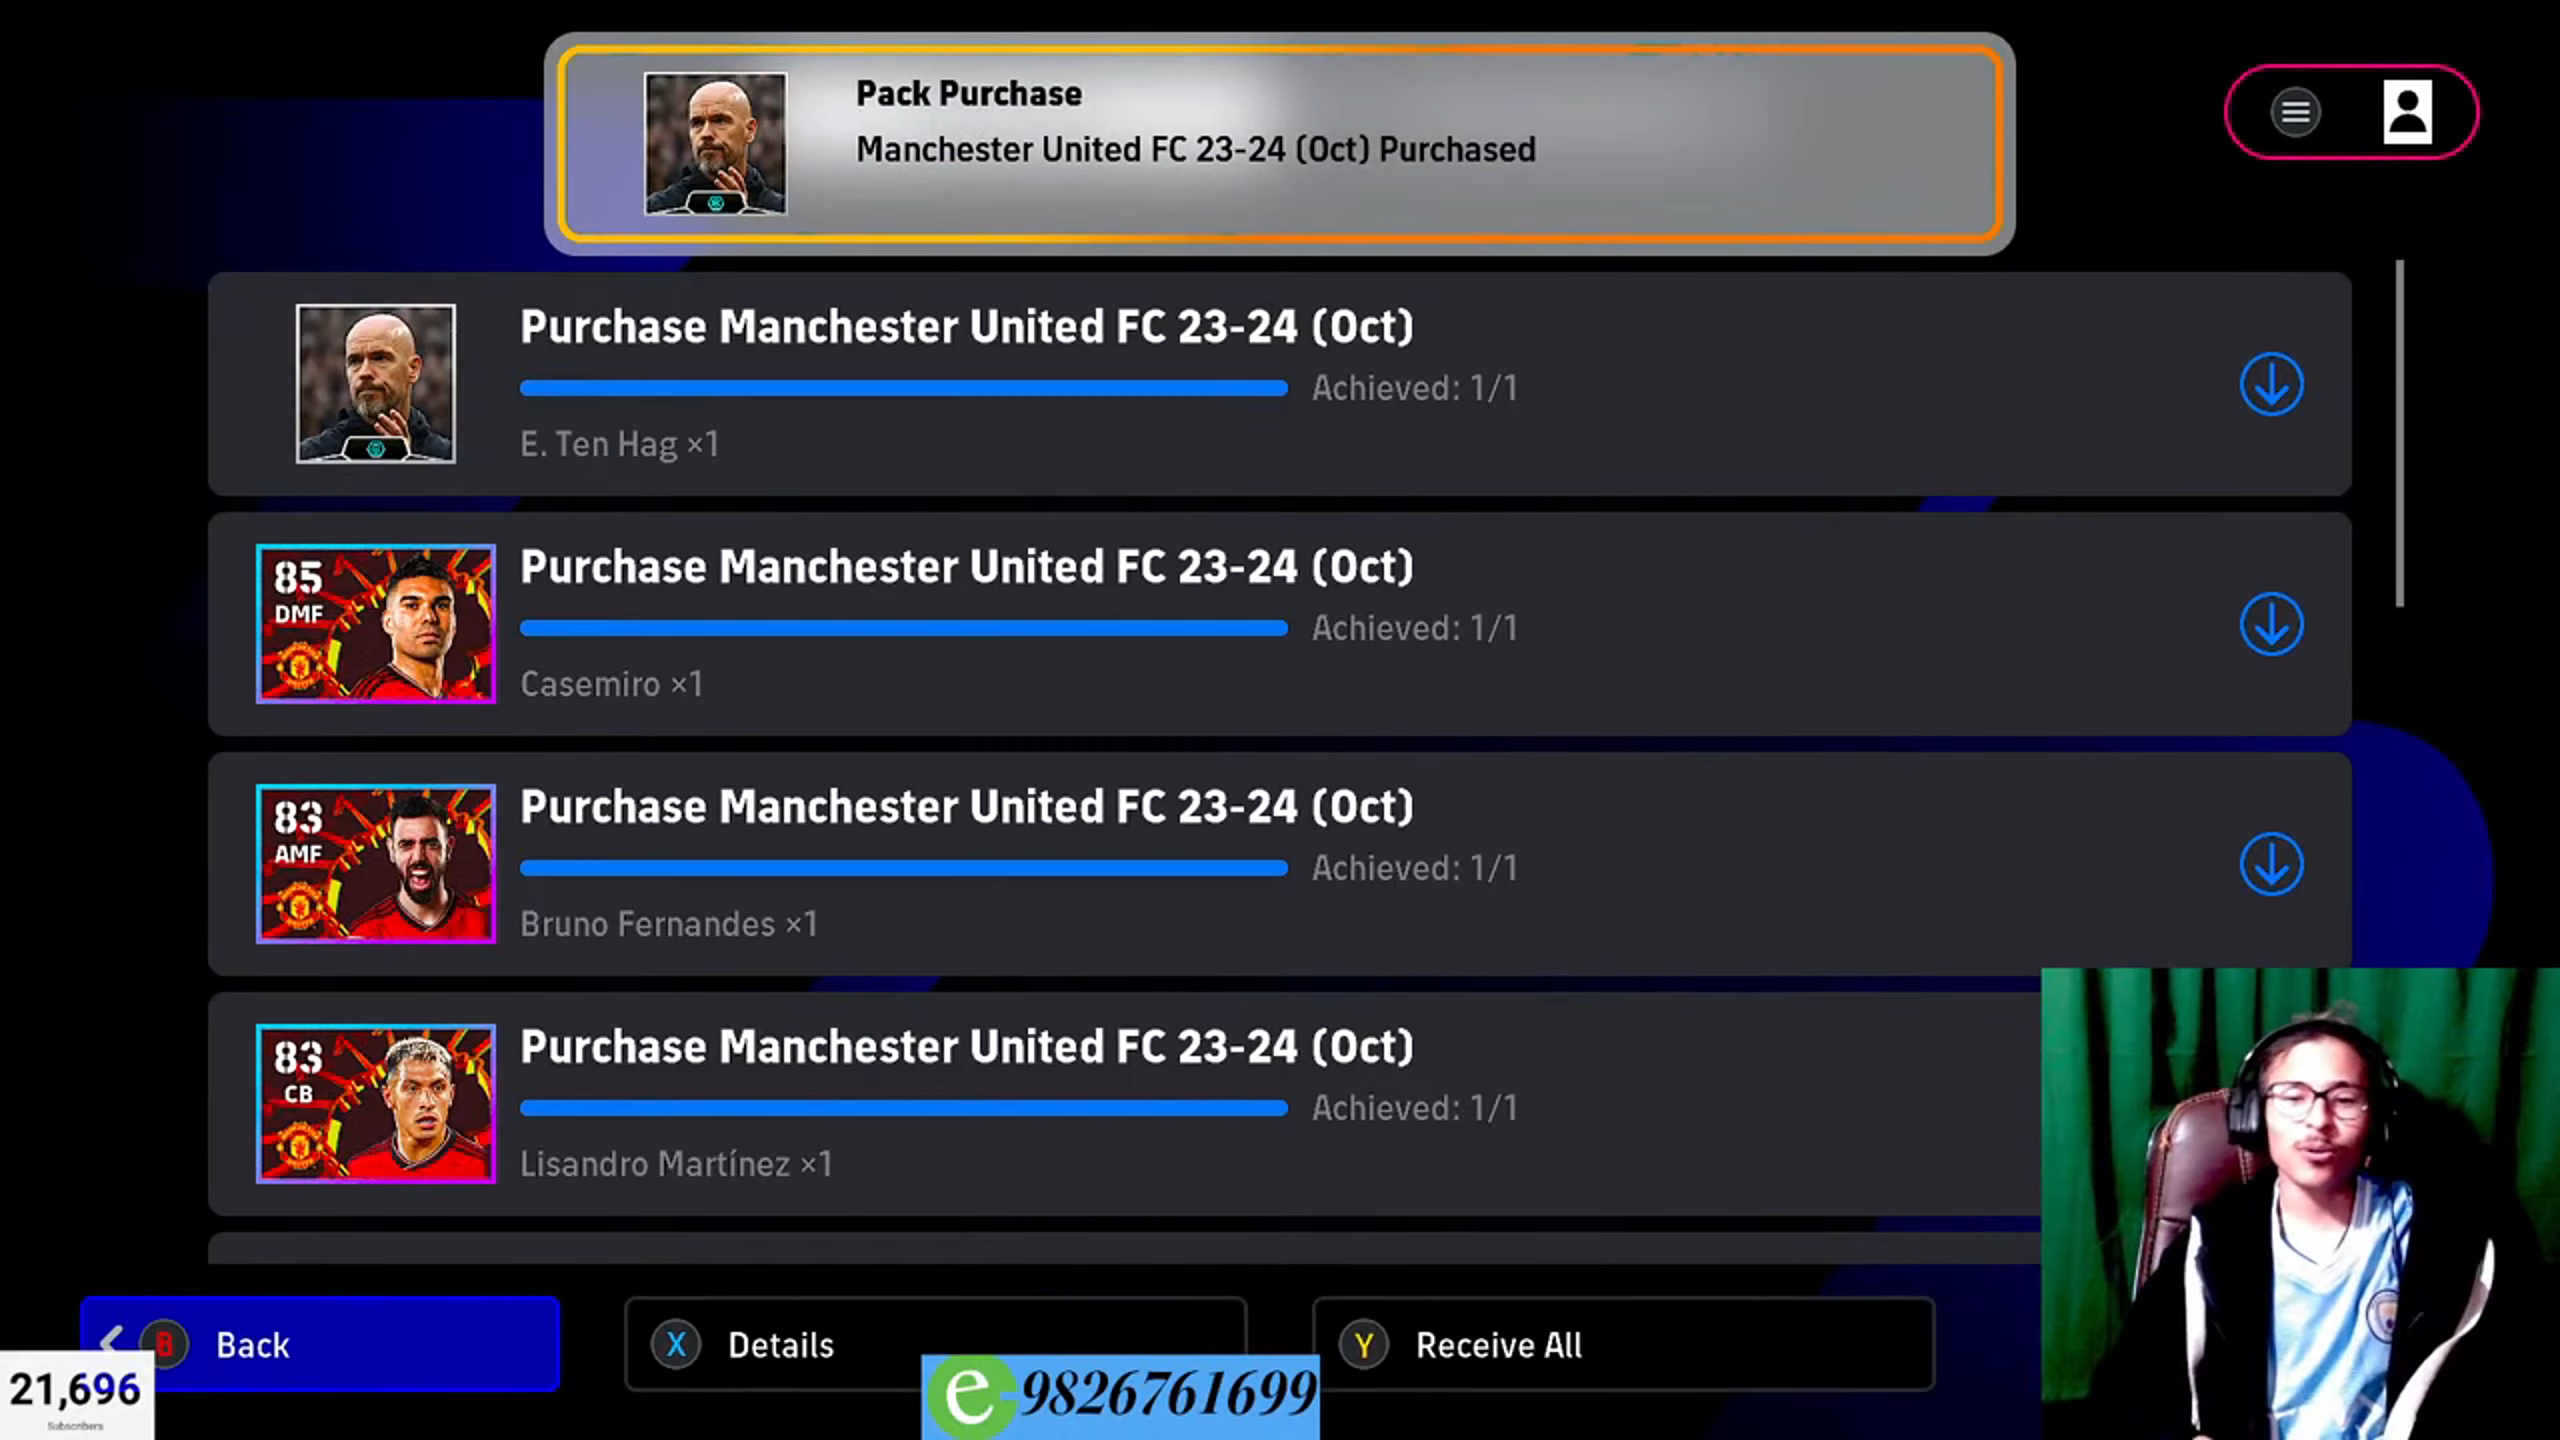 Pack Purchase
Manchester United FC 23-24 (Oct) Purchased
Purchase Manchester United FC 23-24 (Oct)
Achieved: 1/1
E. Ten Hag ×1
85
DMF
Purchase Manchester United FC 23-24 (Oct)
Achieved: 1/1
Casemiro ×1
83
AMF
Purchase Manchester United FC 23-24 (Oct)
Achieved: 1/1
Bruno Fernandes ×1
83
CB
Purchase Manchester United FC 23-24 (Oct)
Achieved: 1/1
Lisandro Martínez ×1
B Back
X Details
Y Receive All
21,696
Subscribers
e-9826761699